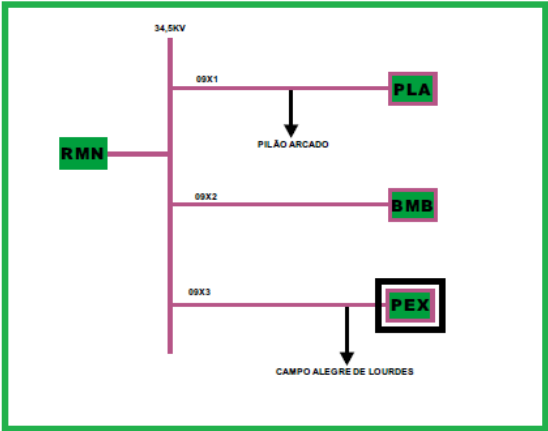 34,5KV
09X1
PLA
PILÃO ARCADO
RMN
09X2
BMB
09X3
PEX
CAMPO ALEGRE DE LOURDES